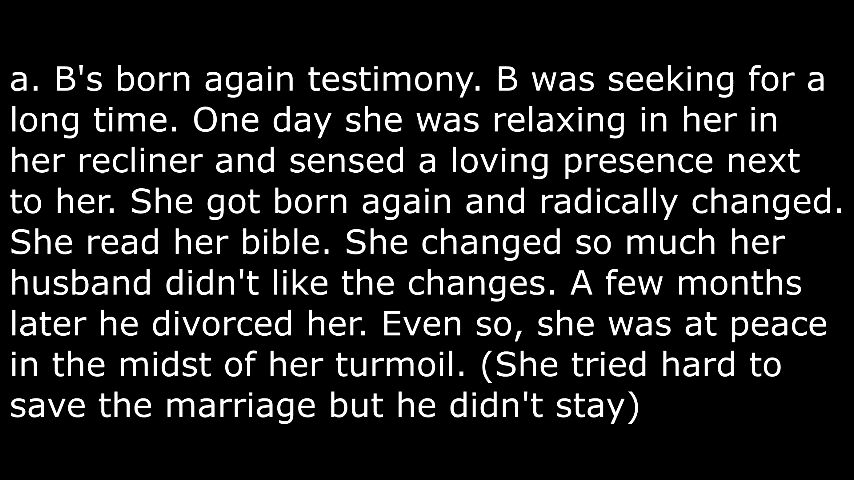 a. B's born again testimony. B was seeking for a
long time. One day she was relaxing in her in
her recliner and sensed a loving presence next
to her. She got born again and radically changed.
She read her bible. She changed so much her
husband didn't like the changes. A few months
later he divorced her. Even so, she was at peace
in the midst of her turmoil. (She tried hard to
save the marriage but he didn't stay)